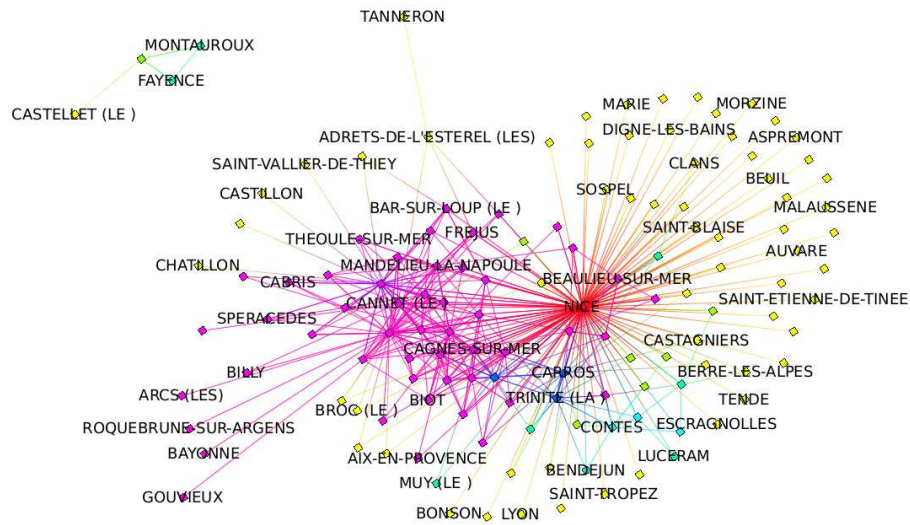 TANNERON
MONTAUROUX
FAYENCE
CASTELLET (LE )
MARIE
MORZINE
DIGNE-LES-BAINS
ASPREMONT
ADRETS-DE-L'ESTEREL (LES)
SAINT-VALLIER-DE-THIEY
CLANS
BEUIL
CASTILLON
SOSPEL
BAR-SUR-LOUP (LE )
MALAUSSENE
SAINT-BLAISE
FREJUS
THEOULE-SUR-MER
AUVARE
CHATILLON
MANDELIEU-LA-NAPOULE
CABRIS
BEAULIEU-SUR-MER
SAINT-ETIENNE-DE-TINEE
CANNET (LE )
NICE
SPERACEDES
CASTAGNIERS
CAGNES-SUR-MER
BILLY
CARROS
BERRE-LES-ALPES
ARCS (LES)
BIOT
TRINITE (LA )
TENDE
BROC (LE )
ROQUEBRUNE-SUR-ARGENS
CONTES
ESCRAGNOLLES
BAYONNE
AIX-EN-PROVENCE
LUCERAM
BENDEJUN
MUY (LE )
GOUVIEUX
SAINT-TROPEZ
BONSON
LYON